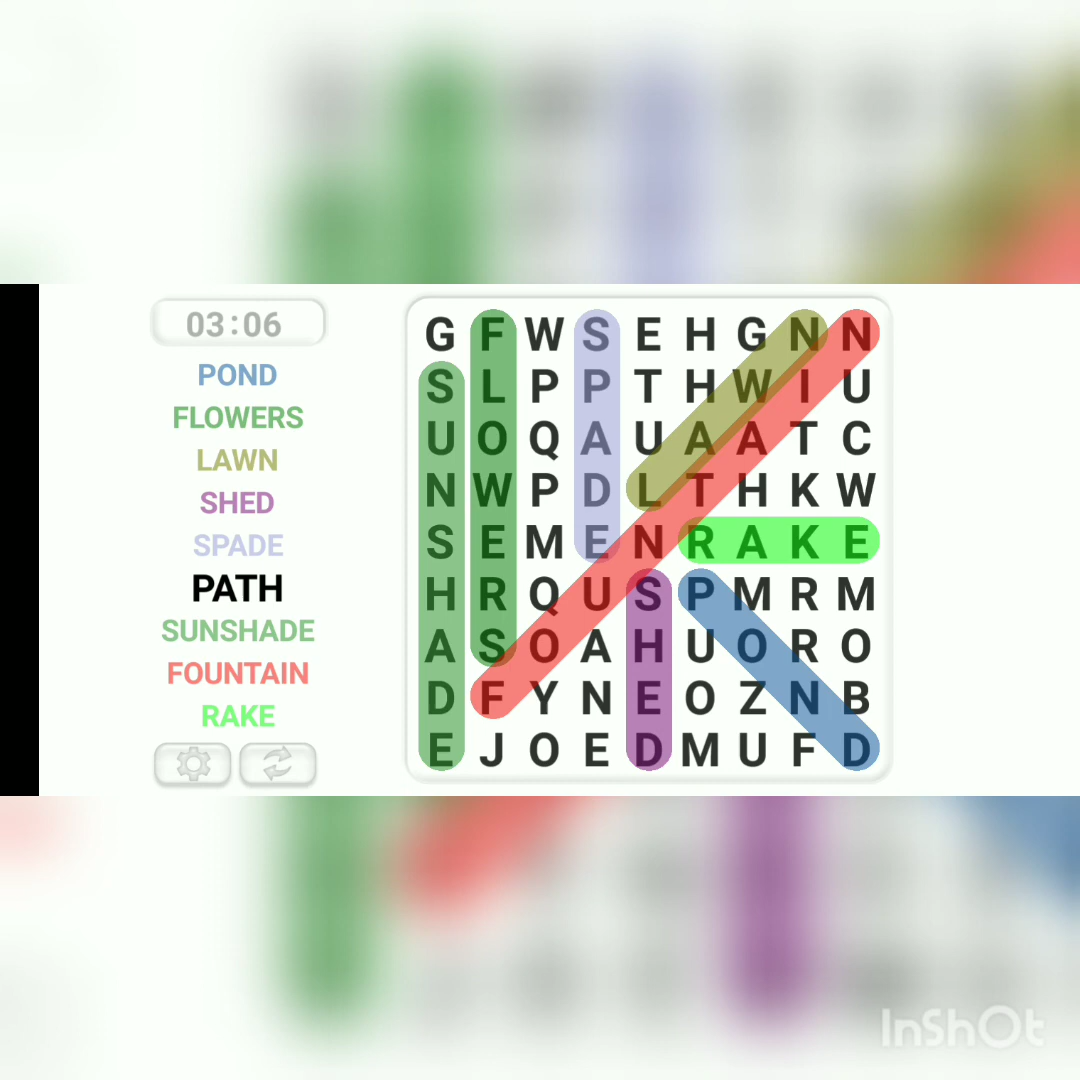 03:06
POND
FLOWERS
LAWN
SHED
SPADE
PATH
SUNSHADE
FOUNTAIN
RAKE
G F W S E H G N N
S L P P T H W I U
U O Q A U A A T C
N W P D L T H K W
S E M E N R A K E
H R Q U S P M R M
A S O A H U O R O
D F Y N E O Z N B
E J O E D M U F D
InShOt